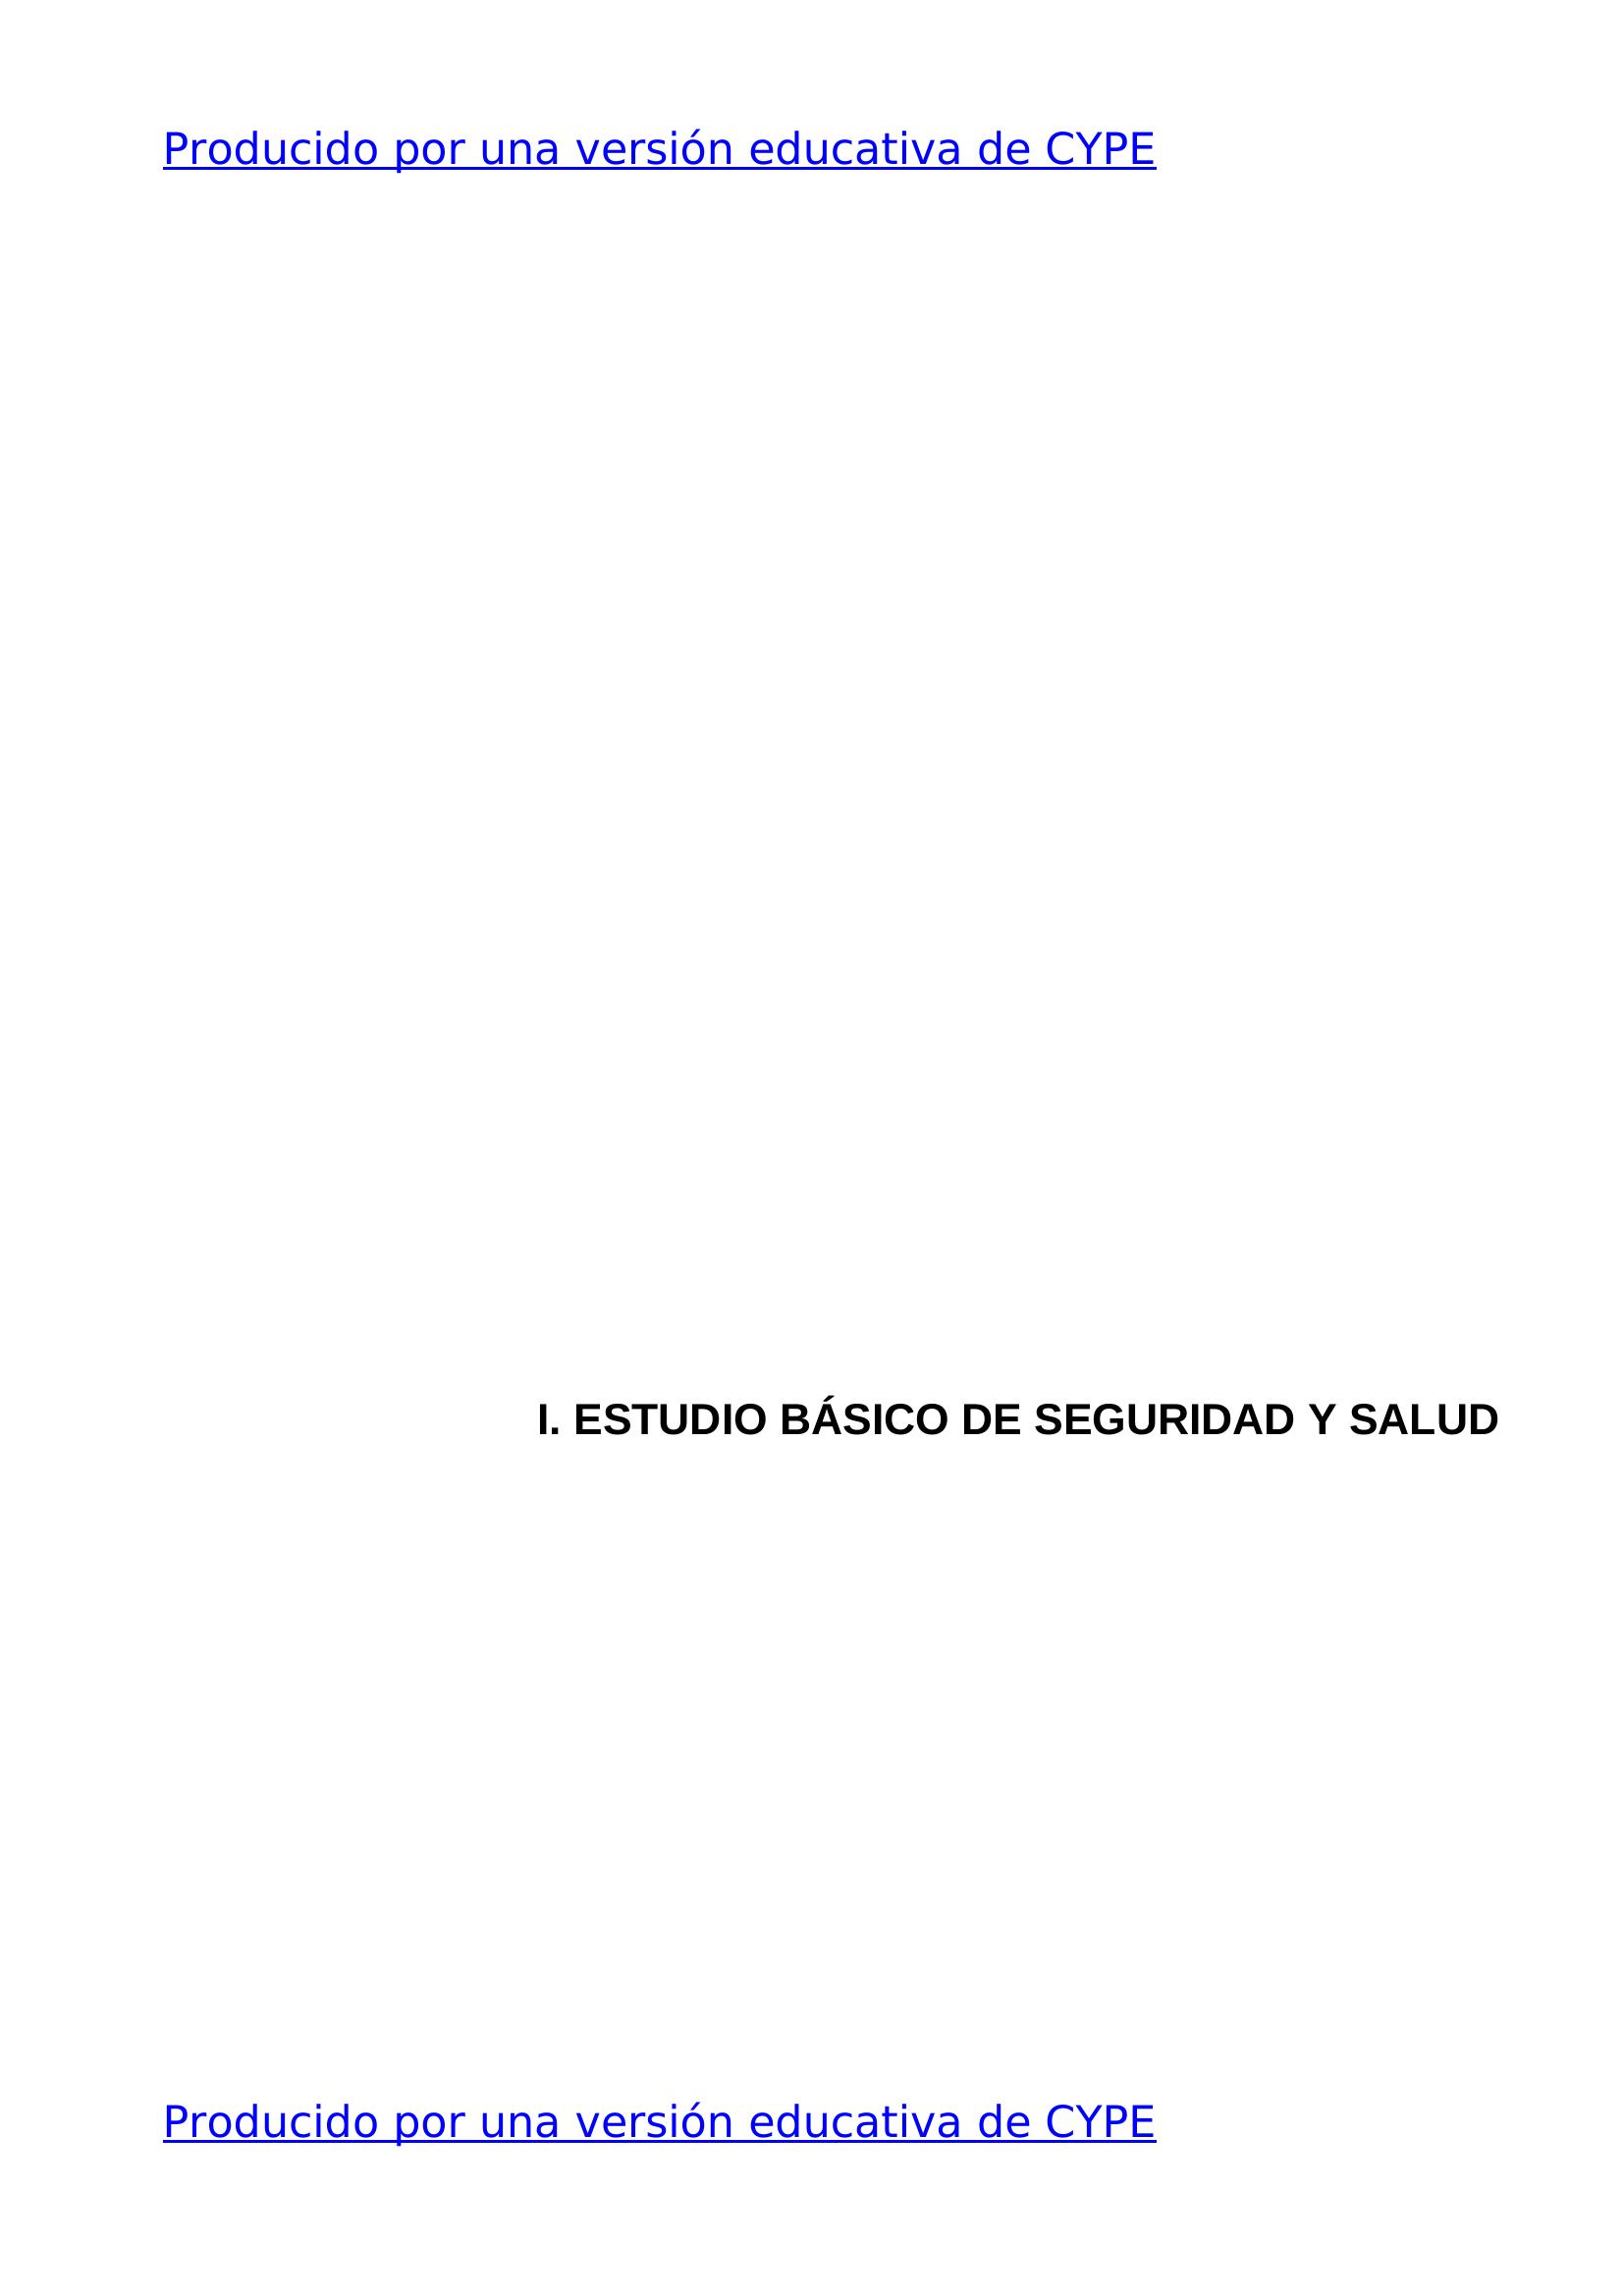 Producido por una versión educativa de CYPE
I. ESTUDIO BÁSICO DE SEGURIDAD Y SALUD
Producido por una versión educativa de CYPE